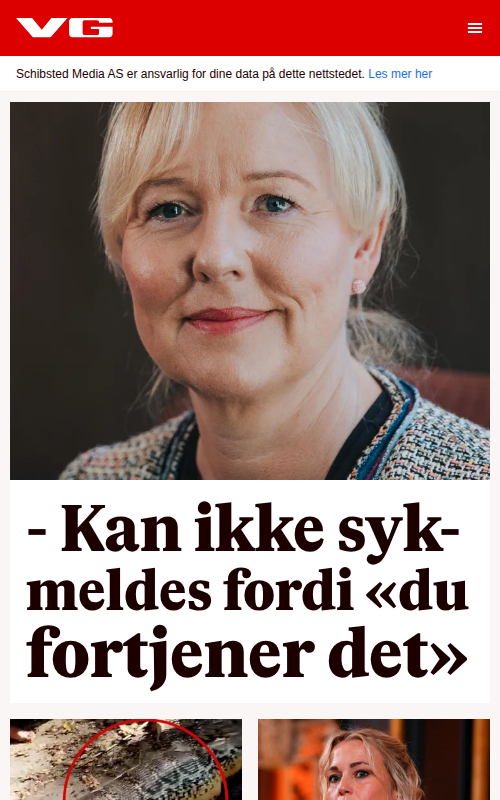 VG
Schibsted Media AS er ansvarlig for dine data på dette nettstedet. Les mer her
- Kan ikke syk-
meldes fordi «du
fortjener det»